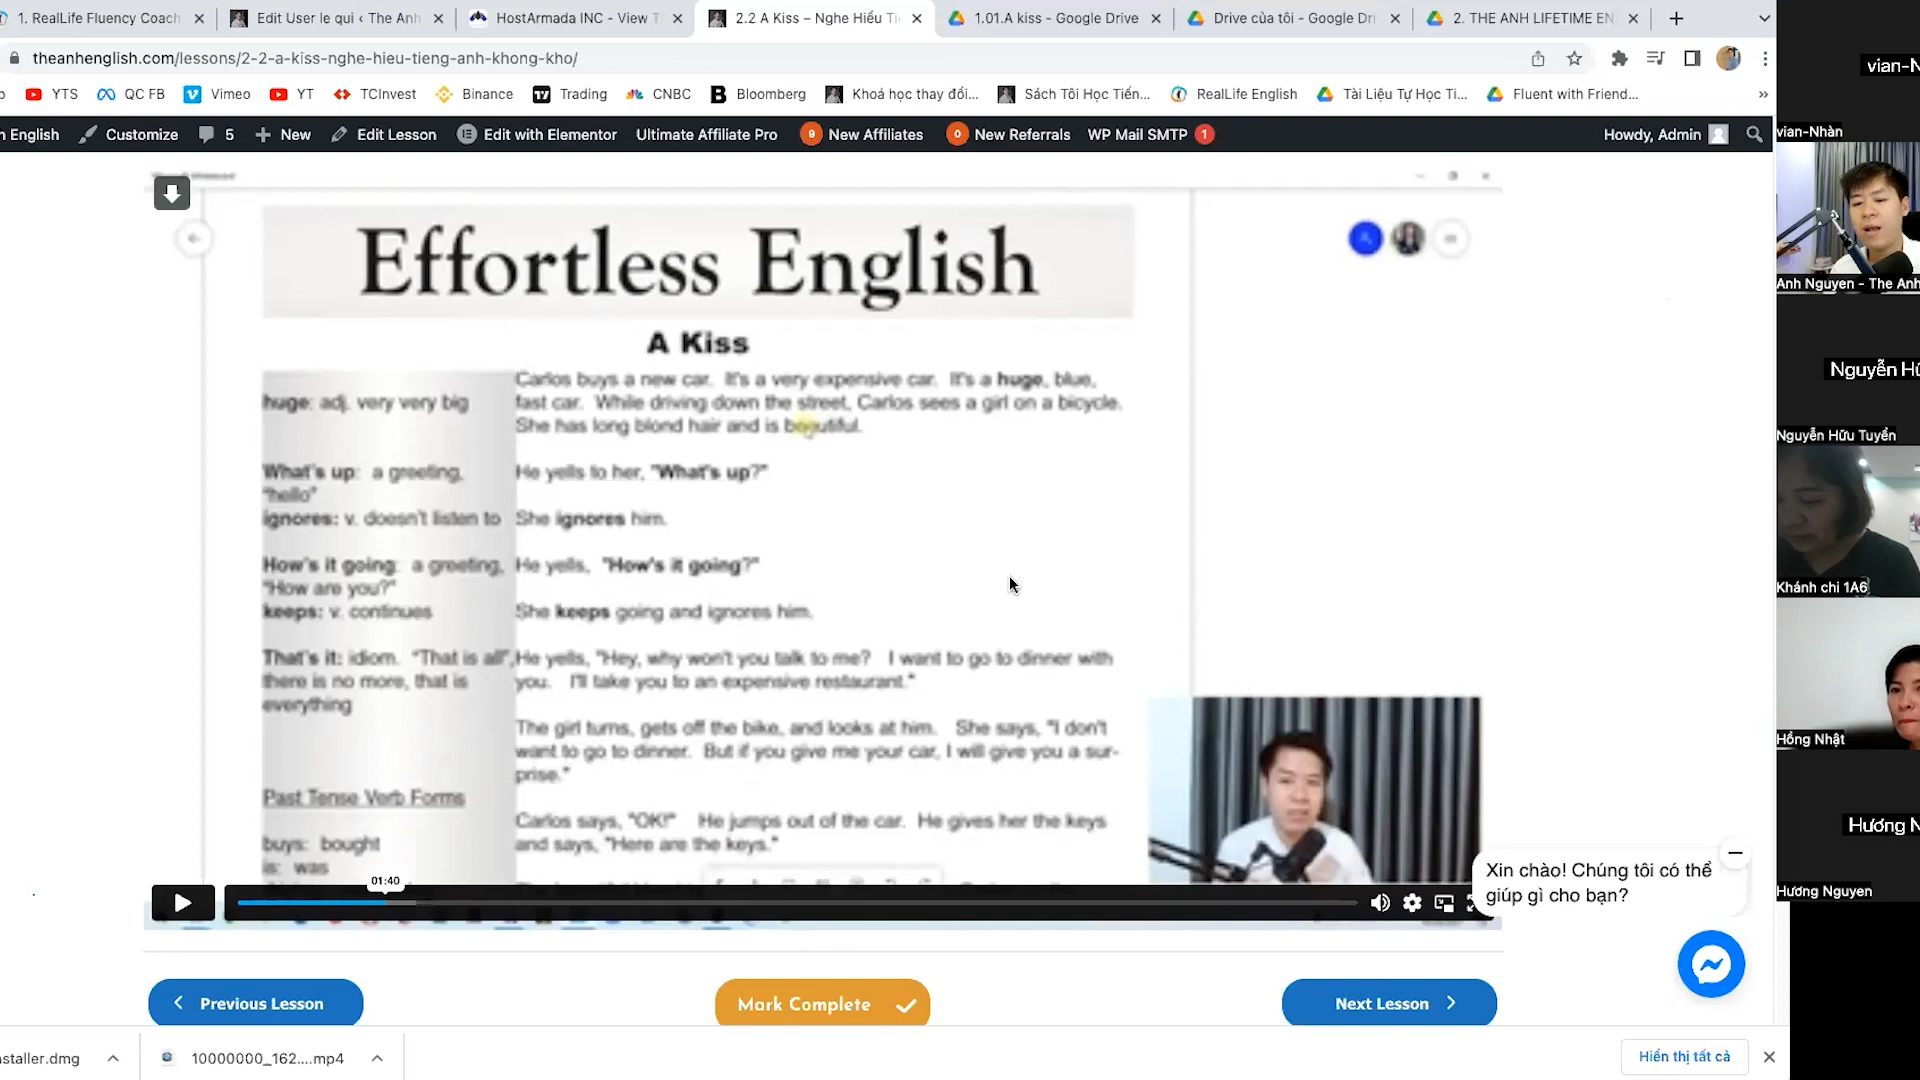 1. RealLife Fluency Coach
Edit User le qui ‹ The Anh
HostArmada INC - View T
2.2 A Kiss – Nghe Hiểu Ti
1.01.A kiss - Google Drive
Drive của tôi - Google Dri
2. THE ANH LIFETIME EN
theanhenglish.com/lessons/2-2-a-kiss-nghe-hieu-tieng-anh-khong-kho/
YTS
QC FB
Vimeo
YT
TCInvest
Binance
Trading
CNBC
Bloomberg
Khoá học thay đổi...
Sách Tôi Học Tiến...
RealLife English
Tài Liệu Tự Học Ti...
Fluent with Friend...
»
n English
Customize
5
New
Edit Lesson
Edit with Elementor
Ultimate Affiliate Pro
9 New Affiliates
0 New Referrals
WP Mail SMTP 1
Howdy, Admin
Effortless English
A Kiss
huge: adj. very very big
What's up: a greeting,
"hello"
ignores: v. doesn't listen to
How's it going: a greeting,
"How are you?"
keeps: v. continues
That's it: idiom. "That is all",
there is no more, that is
everything
Past Tense Verb Forms
buys: bought
is: was
Carlos buys a new car. It's a very expensive car. It's a huge, blue,
fast car. While driving down the street, Carlos sees a girl on a bicycle.
She has long blond hair and is beautiful.
He yells to her, "What's up?"
She ignores him.
He yells, "How's it going?"
She keeps going and ignores him.
He yells, "Hey, why won't you talk to me? I want to go to dinner with
you. I'll take you to an expensive restaurant."
The girl turns, gets off the bike, and looks at him. She says, "I don't
want to go to dinner. But if you give me your car, I will give you a sur-
prise."
Carlos says, "OK!" He jumps out of the car. He gives her the keys
and says, "Here are the keys."
01:40
Xin chào! Chúng tôi có thể
giúp gì cho bạn?
Previous Lesson
Mark Complete
Next Lesson
staller.dmg
10000000_162....mp4
Hiển thị tất cả
vian-N
vian-Nhàn
Anh Nguyen - The Anh
Nguyễn Hữ
Nguyễn Hữu Tuyển
Khánh chi 1A6
Hồng Nhật
Hương N
Hương Nguyen